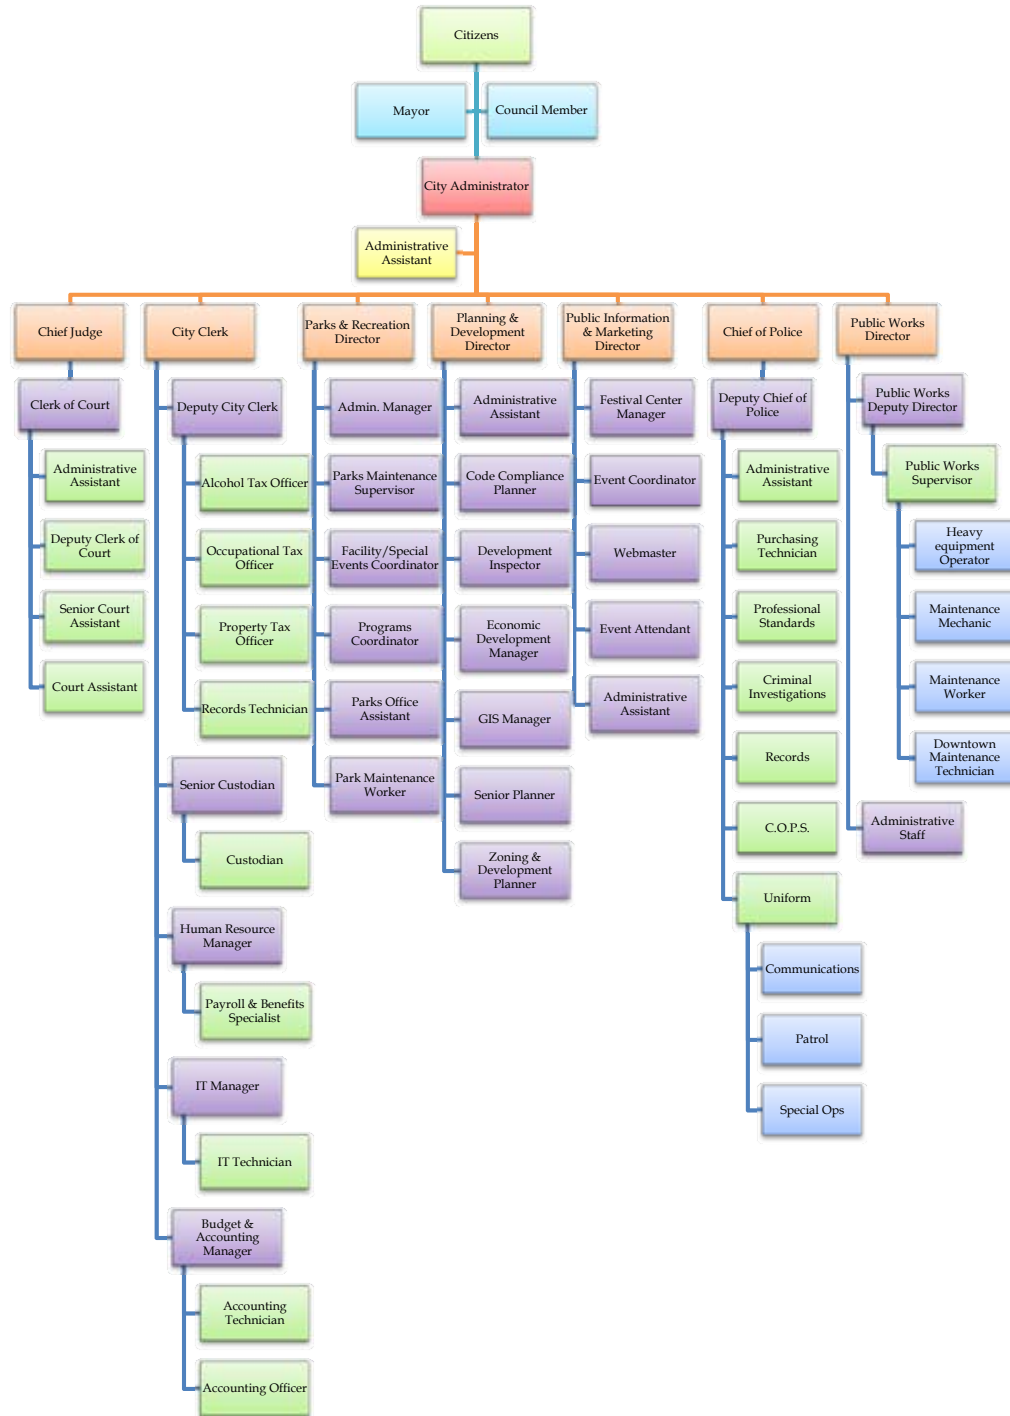 Citizens
Mayor
Council Member
City Administrator
Administrative
Assistant
Chief Judge
Clerk of Court
Administrative
Assistant
Deputy Clerk of
Court
Senior Court
Assistant
Court Assistant
City Clerk
Deputy City Clerk
Alcohol Tax Officer
Occupational Tax
Officer
Property Tax
Officer
Records Technician
Senior Custodian
Custodian
Human Resource
Manager
Payroll & Benefits
Specialist
IT Manager
IT Technician
Budget &
Accounting
Manager
Accounting
Technician
Accounting Officer
Parks & Recreation
Director
Admin. Manager
Parks Maintenance
Supervisor
Facility/Special
Events Coordinator
Programs
Coordinator
Parks Office
Assistant
Park Maintenance
Worker
Planning &
Development
Director
Administrative
Assistant
Code Compliance
Planner
Development
Inspector
Economic
Development
Manager
GIS Manager
Senior Planner
Zoning &
Development
Planner
Public Information
& Marketing
Director
Festival Center
Manager
Event Coordinator
Webmaster
Event Attendant
Administrative
Assistant
Chief of Police
Deputy Chief of
Police
Administrative
Assistant
Purchasing
Technician
Professional
Standards
Criminal
Investigations
Records
C.O.P.S.
Uniform
Communications
Patrol
Special Ops
Public Works
Director
Public Works
Deputy Director
Public Works
Supervisor
Heavy
equipment
Operator
Maintenance
Mechanic
Maintenance
Worker
Downtown
Maintenance
Technician
Administrative
Staff